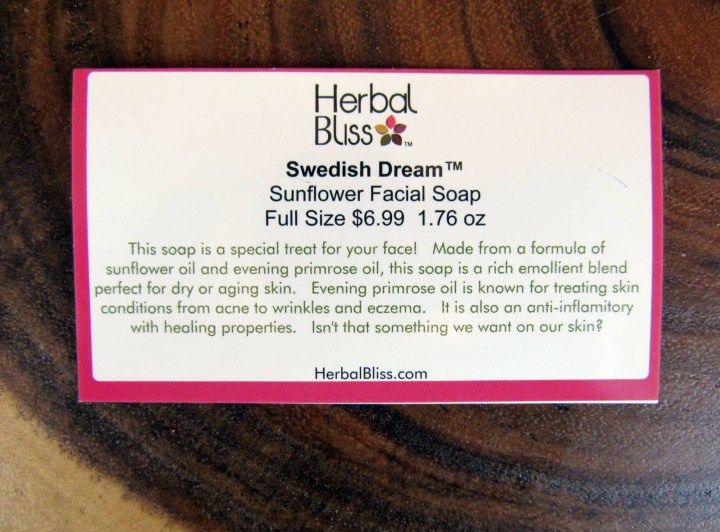 Herbal
Bliss™
Swedish Dream™
Sunflower Facial Soap
Full Size $6.99 1.76 oz
This soap is a special treat for your face! Made from a formula of
sunflower oil and evening primrose oil, this soap is a rich emollient blend
perfect for dry or aging skin. Evening primrose oil is known for treating skin
conditions from acne to wrinkles and eczema. It is also an anti-inflamitory
with healing properties. Isn't that something we want on our skin?
HerbalBliss.com